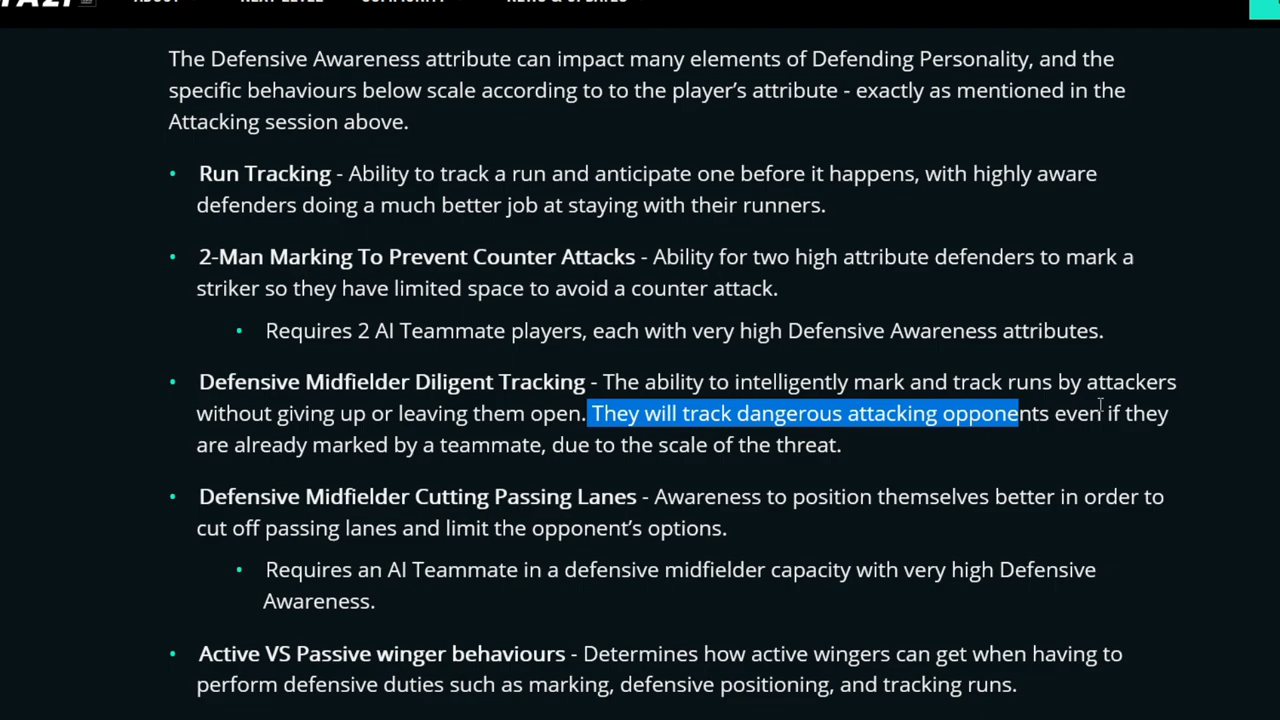 The Defensive Awareness attribute can impact many elements of Defending Personality, and the
specific behaviours below scale according to to the player's attribute - exactly as mentioned in the
Attacking session above.
• Run Tracking - Ability to track a run and anticipate one before it happens, with highly aware
defenders doing a much better job at staying with their runners.
• 2-Man Marking To Prevent Counter Attacks - Ability for two high attribute defenders to mark a
striker so they have limited space to avoid a counter attack.
• Requires 2 AI Teammate players, each with very high Defensive Awareness attributes.
• Defensive Midfielder Diligent Tracking - The ability to intelligently mark and track runs by attackers
without giving up or leaving them open. They will track dangerous attacking opponents even if they
are already marked by a teammate, due to the scale of the threat.
• Defensive Midfielder Cutting Passing Lanes - Awareness to position themselves better in order to
cut off passing lanes and limit the opponent's options.
• Requires an AI Teammate in a defensive midfielder capacity with very high Defensive
Awareness.
• Active VS Passive winger behaviours - Determines how active wingers can get when having to
perform defensive duties such as marking, defensive positioning, and tracking runs.